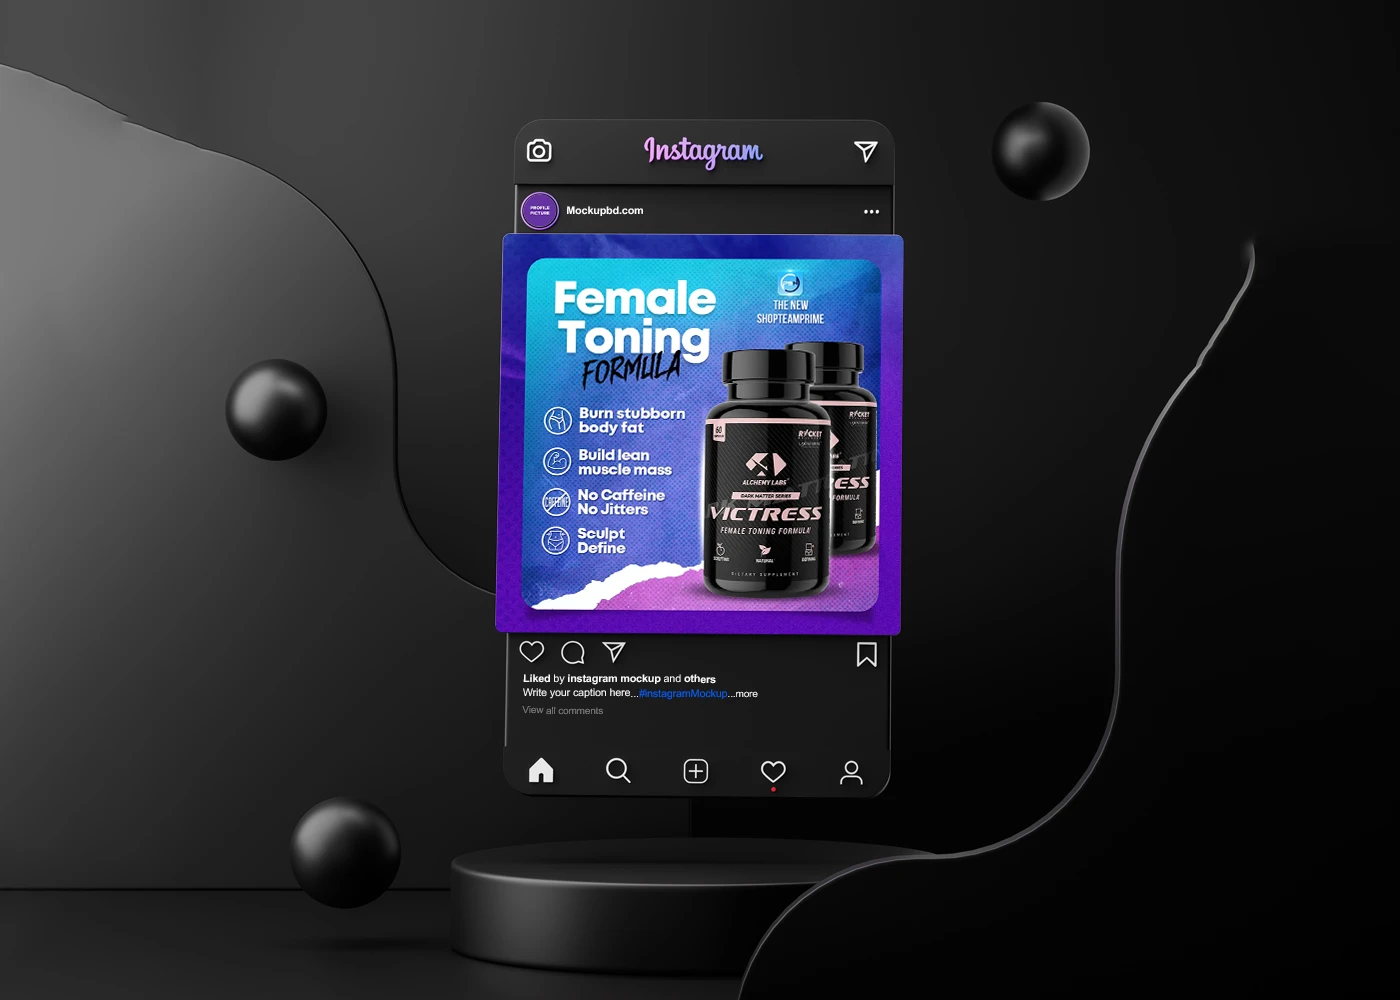 Instagram
PROFILE
PICTURE
Mockupbd.com
Female
Toning
FORMULA
THE NEW
SHOPTEAMPRIME
Burn stubborn
body fat
Build lean
muscle mass
CAFFEINE
No Caffeine
No Jitters
Sculpt
Define
60
ROCKET
ALCHEMY LABS
DARK MATTER SERIES
VICTRESS
FEMALE TONING FORMULA
NATURAL
DIETARY SUPPLEMENT
ROCKET
ESS
FORMULA
Liked by instagram mockup and others
Write your caption here...#instagramMockup...more
View all comments